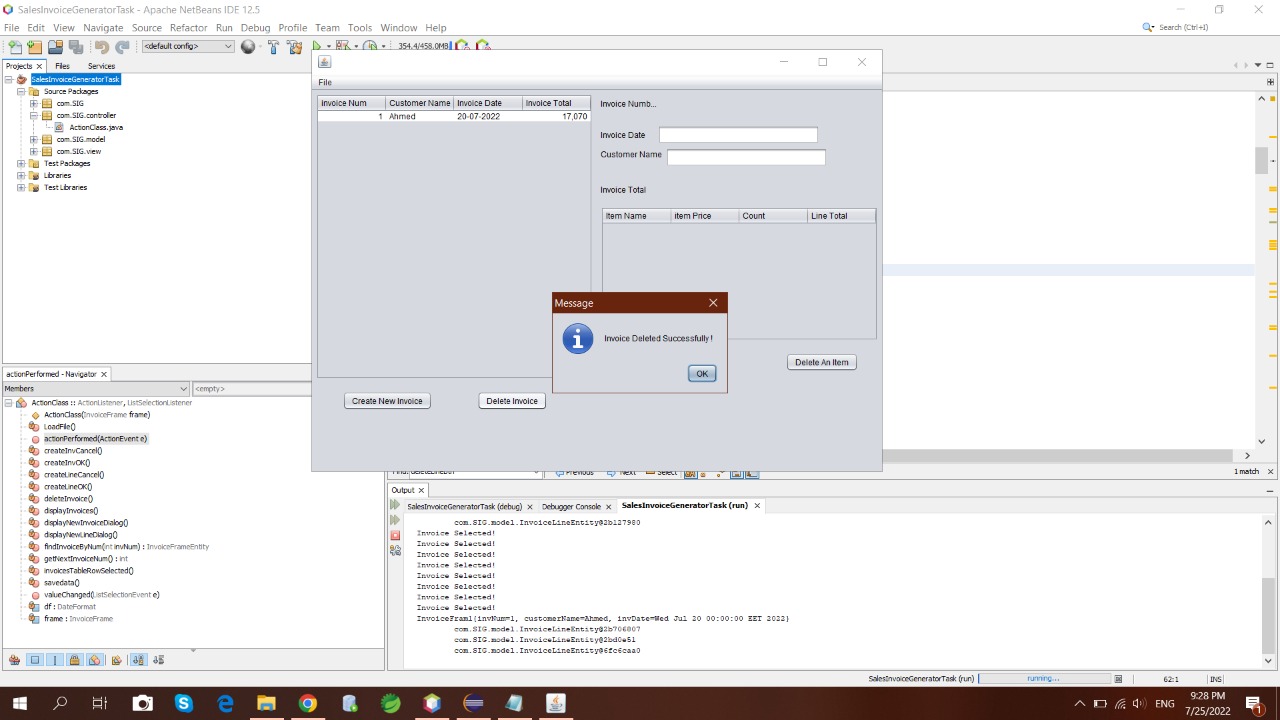 SalesInvoiceGeneratorTask - Apache NetBeans IDE 12.5
File Edit View Navigate Source Refactor Run Debug Profile Team Tools Window Help
Search (Ctrl+I)
<default config>
354.4/458.0MB
Projects Files Services
SalesInvoiceGeneratorTask
Source Packages
com.SIG
com.SIG.controller
ActionClass.java
com.SIG.model
com.SIG.view
Test Packages
Libraries
Test Libraries
File
Invoice Num Customer Name Invoice Date Invoice Total
1 Ahmed 20-07-2022 17,070
Invoice Numb...
Invoice Date
Customer Name
Invoice Total
Item Name item Price Count Line Total
Message
Invoice Deleted Successfully !
OK
Delete An Item
Create New Invoice Delete Invoice
actionPerformed - Navigator
Members <empty>
ActionClass :: ActionListener, ListSelectionListener
ActionClass(InvoiceFrame frame)
LoadFile()
actionPerformed(ActionEvent e)
createInvCancel()
createInvOK()
createLineCancel()
createLineOK()
deleteInvoice()
displayInvoices()
displayNewInvoiceDialog()
displayNewLineDialog()
findInvoiceByNum(int invNum) : InvoiceFrameEntity
getNextInvoiceNum() : int
invoicesTableRowSelected()
savedata()
valueChanged(ListSelectionEvent e)
df : DateFormat
frame : InvoiceFrame
Previous Next Select
1 match
Output
SalesInvoiceGeneratorTask (debug) Debugger Console SalesInvoiceGeneratorTask (run)
com.SIG.model.InvoiceLineEntity@2b127980
Invoice Selected!
Invoice Selected!
Invoice Selected!
Invoice Selected!
Invoice Selected!
Invoice Selected!
Invoice Selected!
Invoice Selected!
InvoiceFraml{invNum=1, customerName=Ahmed, invDate=Wed Jul 20 00:00:00 EET 2022}
com.SIG.model.InvoiceLineEntity@2b706807
com.SIG.model.InvoiceLineEntity@2bd0e51
com.SIG.model.InvoiceLineEntity@6fc6caa0
SalesInvoiceGeneratorTask (run) running... 62:1 INS
ENG
9:28 PM
7/25/2022
1